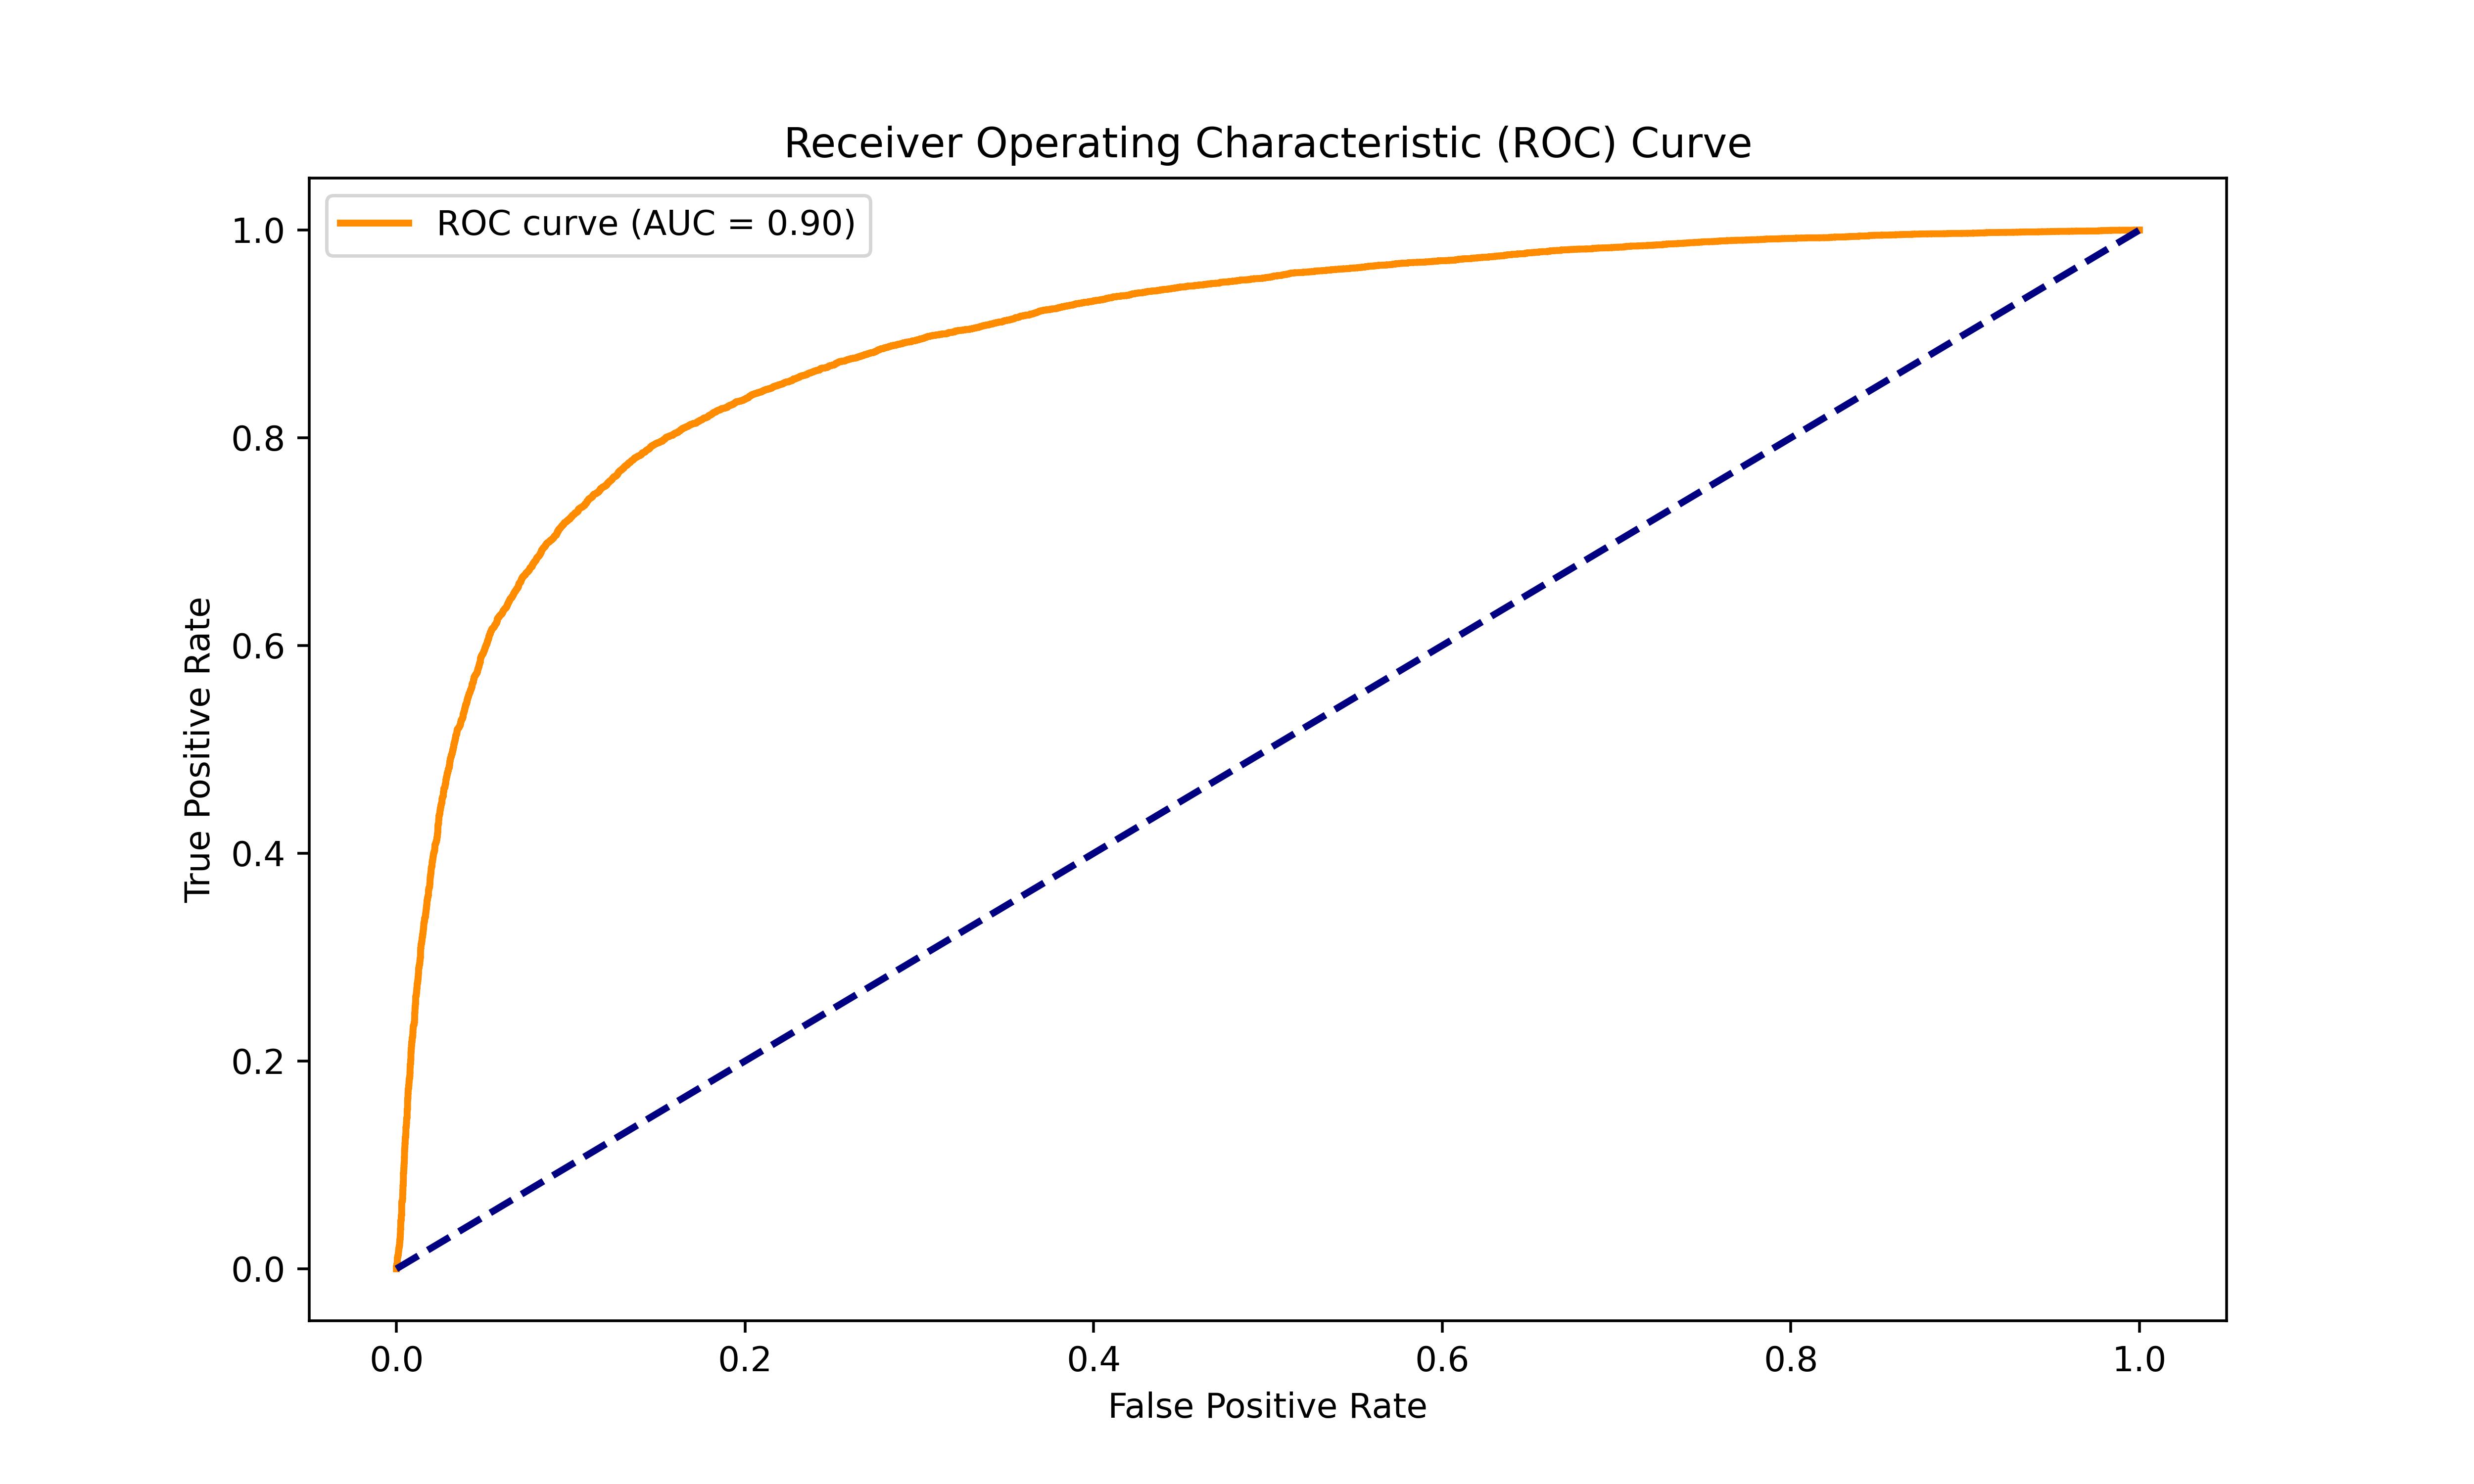 Receiver Operating Characteristic (ROC) Curve
ROC curve (AUC = 0.90)
True Positive Rate
1.0
0.8
0.6
0.4
0.2
0.0
0.0 0.2 0.4 0.6 0.8 1.0
False Positive Rate